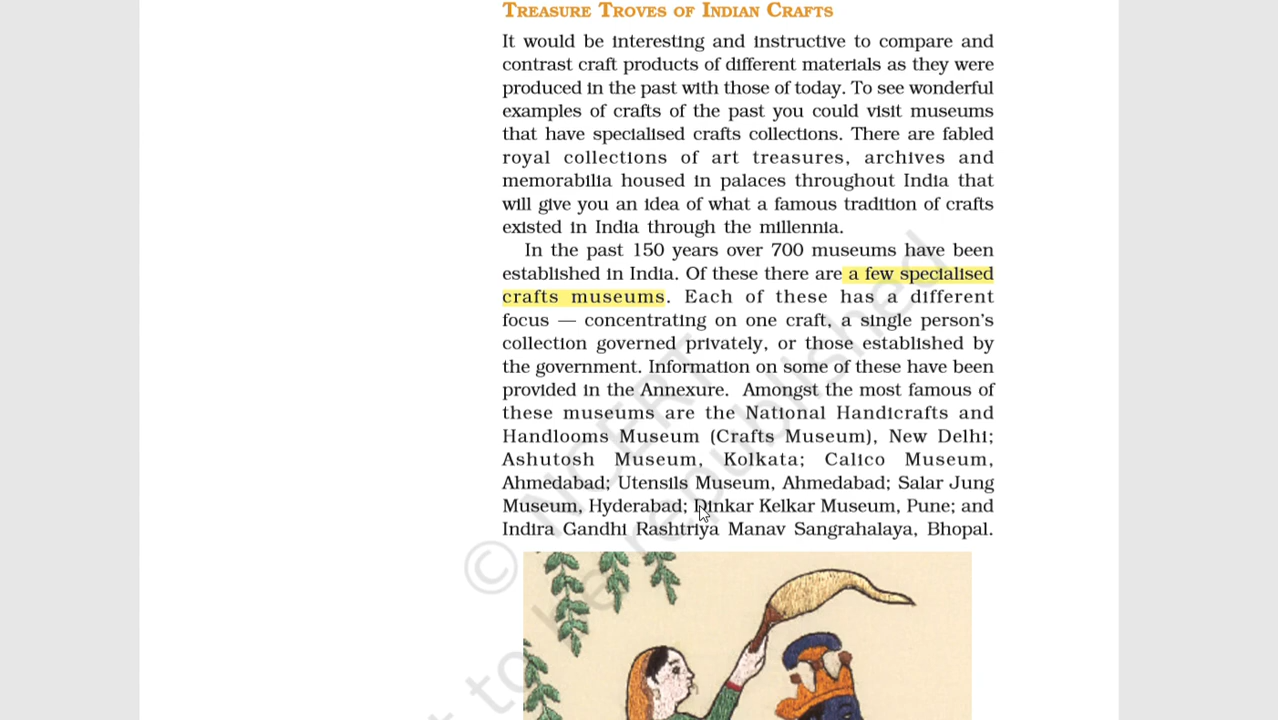 TREASURE TROVES OF INDIAN CRAFTS
It would be interesting and instructive to compare and
contrast craft products of different materials as they were
produced in the past with those of today. To see wonderful
examples of crafts of the past you could visit museums
that have specialised crafts collections. There are fabled
royal collections of art treasures, archives and
memorabilia housed in palaces throughout India that
will give you an idea of what a famous tradition of crafts
existed in India through the millennia.
In the past 150 years over 700 museums have been
established in India. Of these there are a few specialised
crafts museums. Each of these has a different
focus — concentrating on one craft, a single person's
collection governed privately, or those established by
the government. Information on some of these have been
provided in the Annexure. Amongst the most famous of
these museums are the National Handicrafts and
Handlooms Museum (Crafts Museum), New Delhi;
Ashutosh Museum, Kolkata; Calico Museum,
Ahmedabad; Utensils Museum, Ahmedabad; Salar Jung
Museum, Hyderabad; Dinkar Kelkar Museum, Pune; and
Indira Gandhi Rashtriya Manav Sangrahalaya, Bhopal.
© NCERT
t to be republished